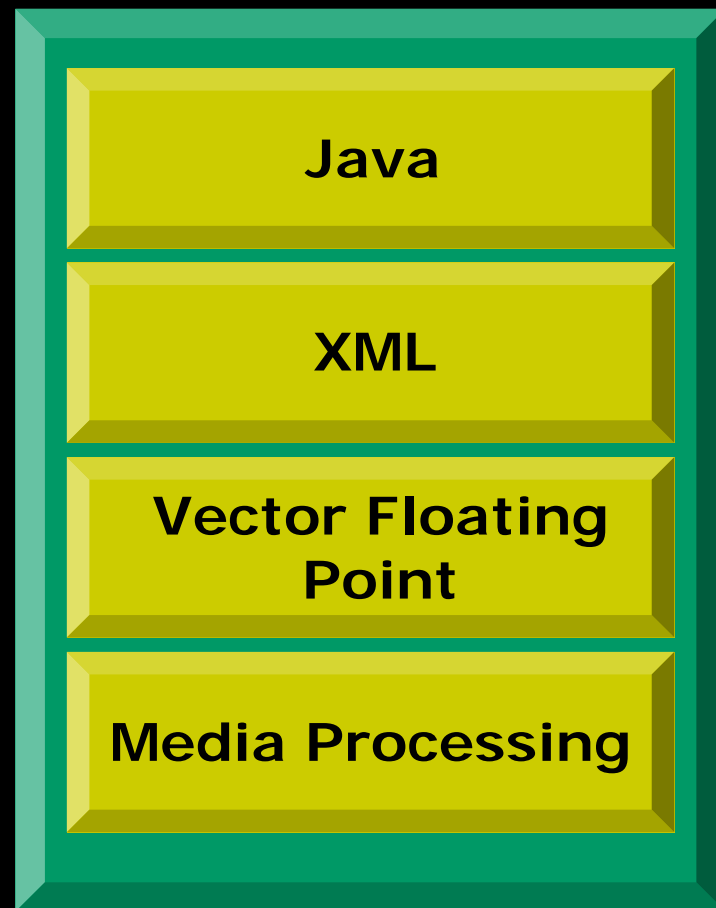 Java
XML
Vector Floating
Point
Media Processing